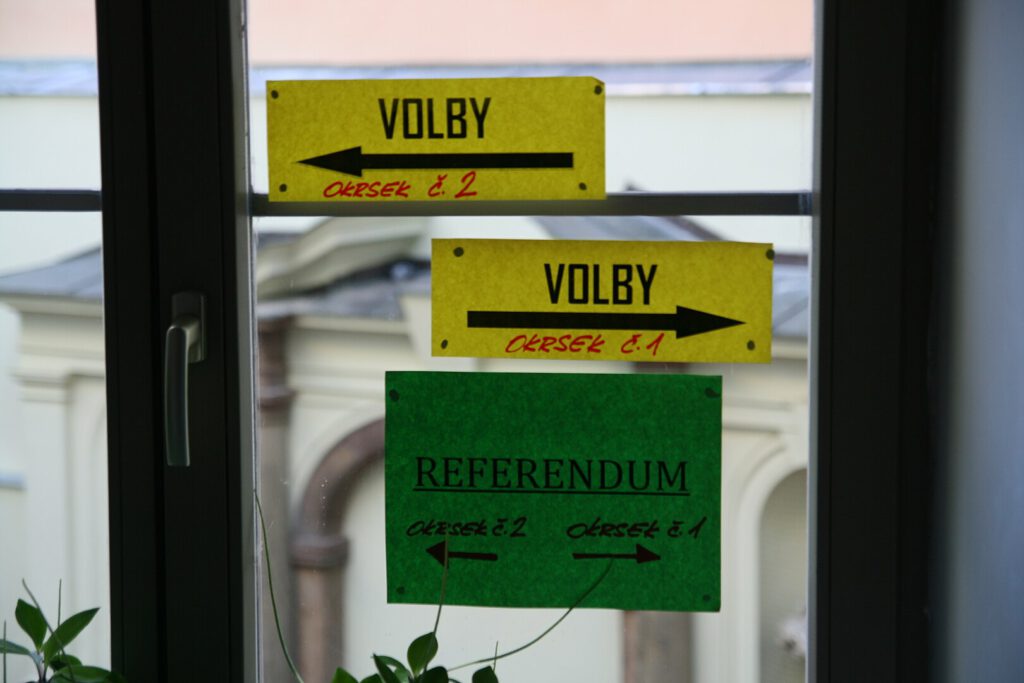 VOLBY
OKRSEK Č. 2
VOLBY
OKRSEK Č. 1
REFERENDUM
OKRSEK Č. 2 OKRSEK Č. 1